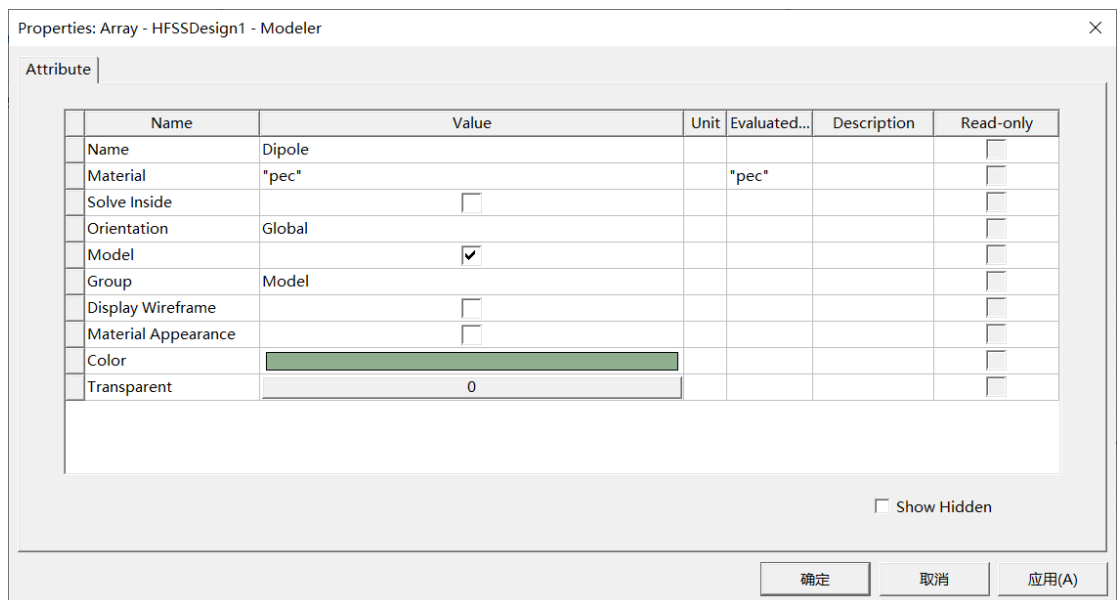 Properties: Array - HFSSDesign1 - Modeler
Attribute
Name Value Unit Evaluated... Description Read-only
Name Dipole
Material "pec" "pec"
Solve Inside
Orientation Global
Model
Group Model
Display Wireframe
Material Appearance
Color
Transparent 0
Show Hidden
确定 取消 应用(A)